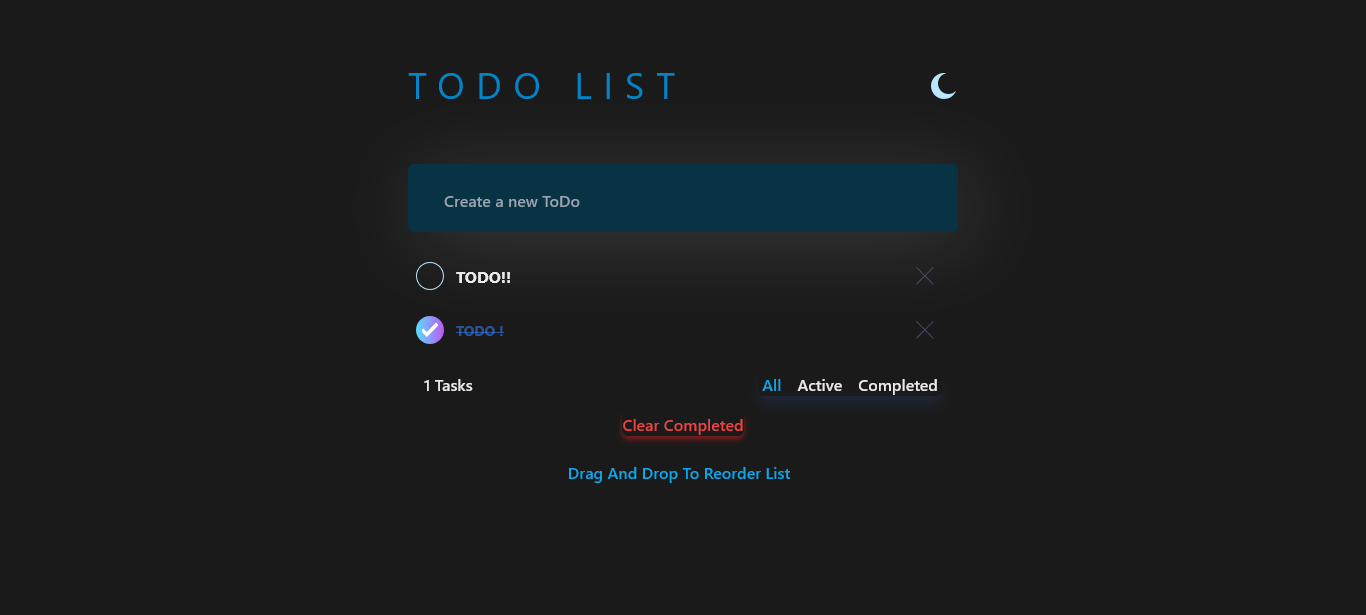 TODO LIST
Create a new ToDo
TODO!!
TODO !
1 Tasks All Active Completed
Clear Completed
Drag And Drop To Reorder List